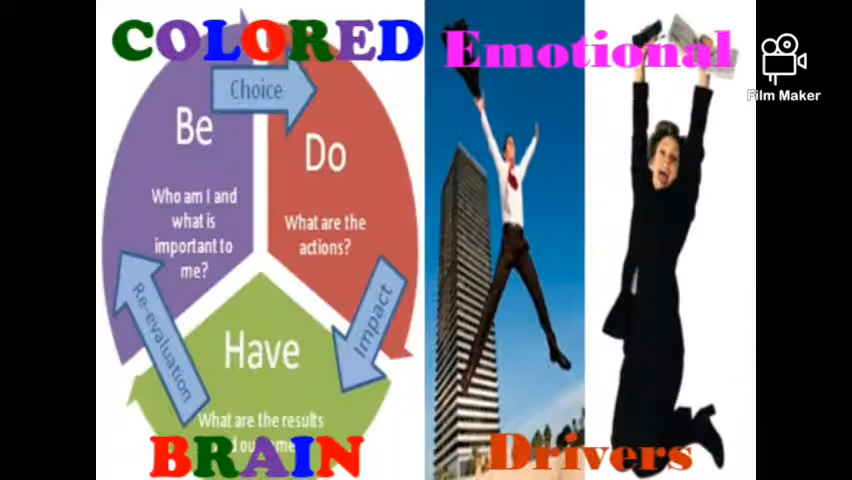 COLORED
Emotional
Film Maker
Choice
Be
Do
Who am I and
what is
important to
me?
What are the
actions?
Re-evaluation
Impact
Have
What are the results
BRAIN
Drivers